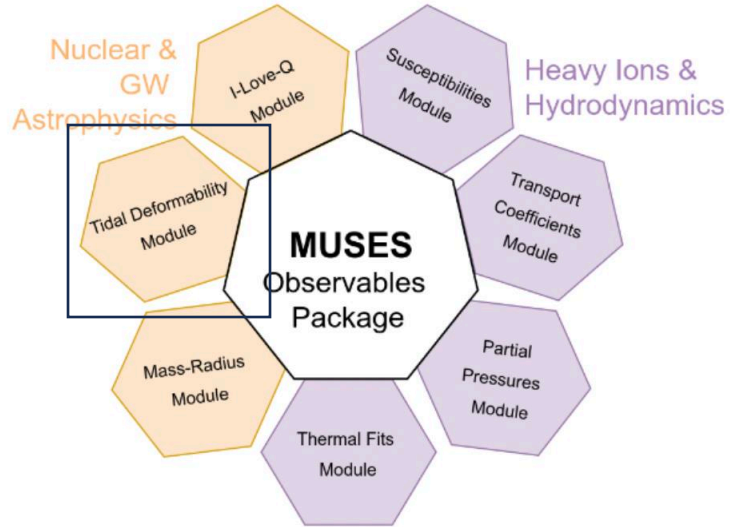 Nuclear &
GW
Astrophysics
I-Love-Q
Module
Susceptibilities
Module
Heavy Ions &
Hydrodynamics
Tidal Deformability
Module
Transport
Coefficients
Module
MUSES
Observables
Package
Mass-Radius
Module
Partial
Pressures
Module
Thermal Fits
Module